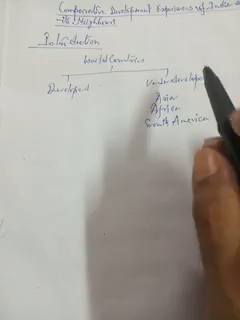 Comparative Development Experiences of India and
its Neighbours
Introduction
World Countries
Developed Underdeveloped
Asia
Africa
South America